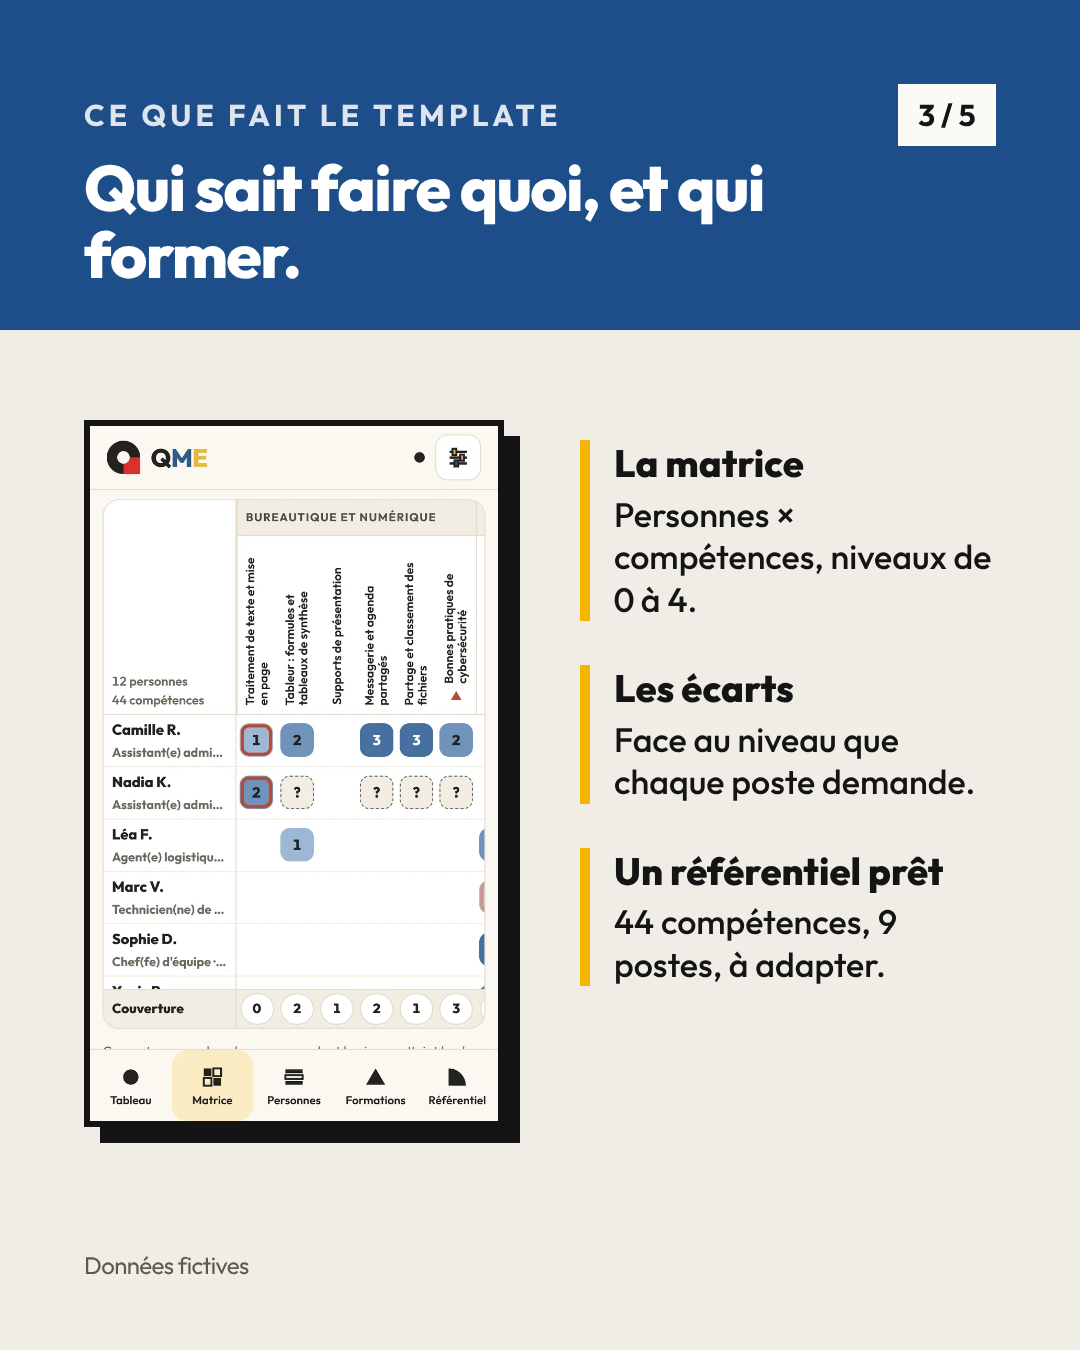 CE QUE FAIT LE TEMPLATE
3 / 5
Qui sait faire quoi, et qui
former.
QME
BUREAUTIQUE ET NUMÉRIQUE
12 personnes
44 compétences
Traitement de texte et mise
en page
Tableur : formules et
tableaux de synthèse
Supports de présentation
Messagerie et agenda
partagés
Partage et classement des
fichiers
Bonnes pratiques de
cybersécurité
Camille R.
Assistant(e) admi...
1 2 3 3 2
Nadia K.
Assistant(e) admi...
2 ? ? ? ?
Léa F.
Agent(e) logistiqu...
1
Marc V.
Technicien(ne) de ...
Sophie D.
Chef(fe) d'équipe ·...
Couverture
0 2 1 2 1 3
Tableau
Matrice
Personnes
Formations
Référentiel
La matrice
Personnes ×
compétences, niveaux de
0 à 4.
Les écarts
Face au niveau que
chaque poste demande.
Un référentiel prêt
44 compétences, 9
postes, à adapter.
Données fictives